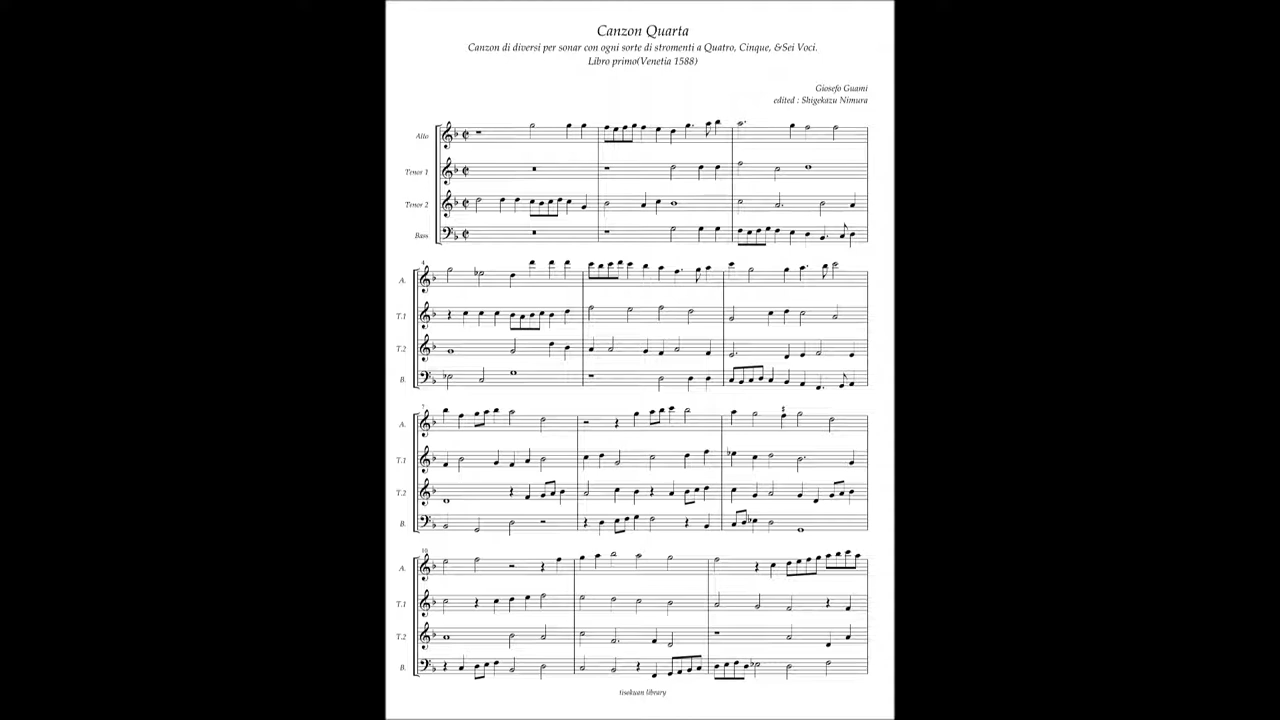 Canzon Quarta
Canzon di diversi per sonar con ogni sorte di stromenti a Quatro, Cinque, &Sei Voci.
Libro primo(Venetia 1588)
Giosefo Guami
edited : Shigekazu Nimura
Alto
Tenor 1
Tenor 2
Bass
4
A.
T.1
T.2
B.
7
A.
T.1
T.2
B.
10
A.
T.1
T.2
B.
tisekuan library